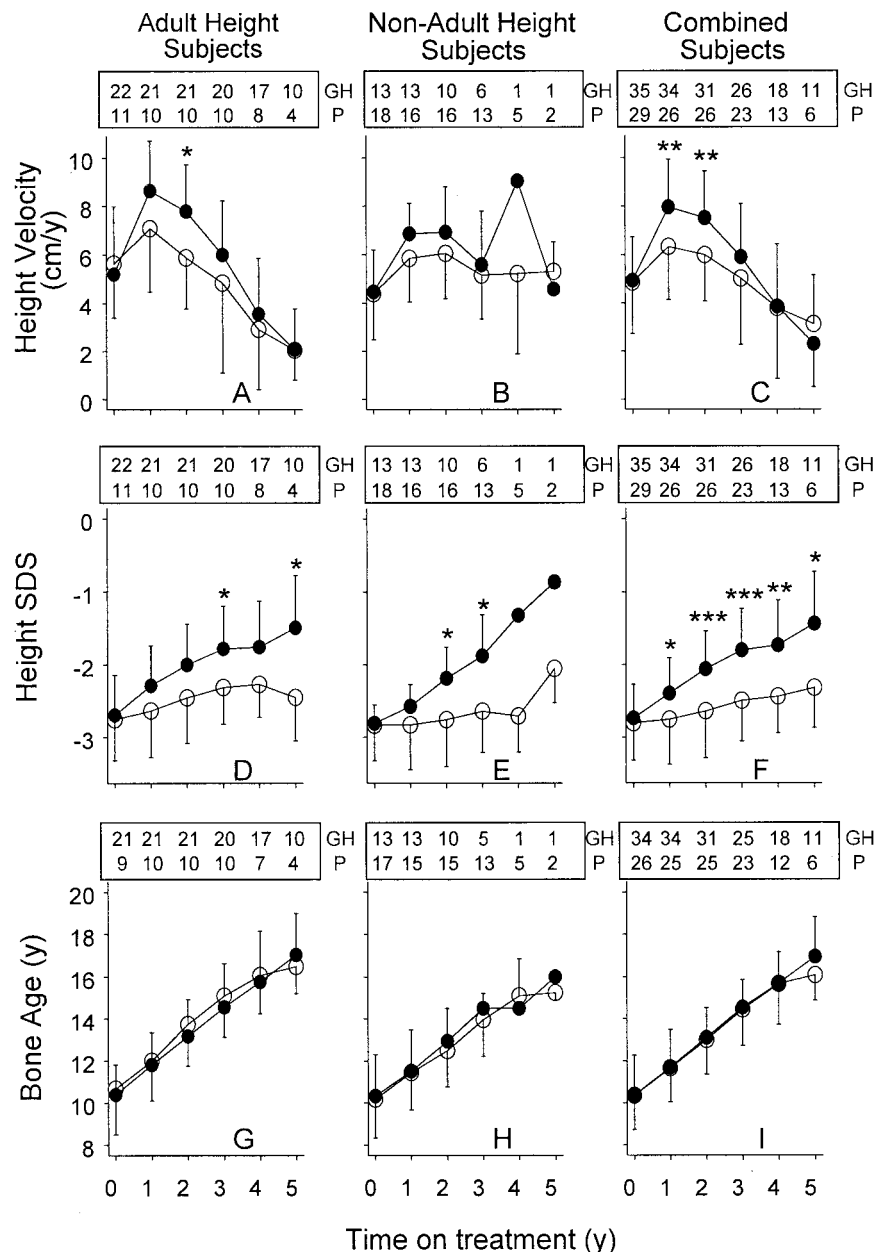 Adult Height Subjects
Non-Adult Height Subjects
Combined Subjects
22 21 21 20 17 10 GH
11 10 10 10 8 4 P
13 13 10 6 1 1 GH
18 16 16 13 5 2 P
35 34 31 26 18 11 GH
29 26 26 23 13 6 P
Height Velocity (cm/y)
10
8
6
4
2
0
*
A
B
** **
C
22 21 21 20 17 10 GH
11 10 10 10 8 4 P
13 13 10 6 1 1 GH
18 16 16 13 5 2 P
35 34 31 26 18 11 GH
29 26 26 23 13 6 P
Height SDS
0
-1
-2
-3
* *
D
* *
E
* *** *** ** *
F
21 21 21 20 17 10 GH
9 10 10 10 7 4 P
13 13 10 5 1 1 GH
17 15 15 13 5 2 P
34 34 31 25 18 11 GH
26 25 25 23 12 6 P
Bone Age (y)
20
18
16
14
12
10
8
G
H
I
0 1 2 3 4 5
0 1 2 3 4 5
0 1 2 3 4 5
Time on treatment (y)